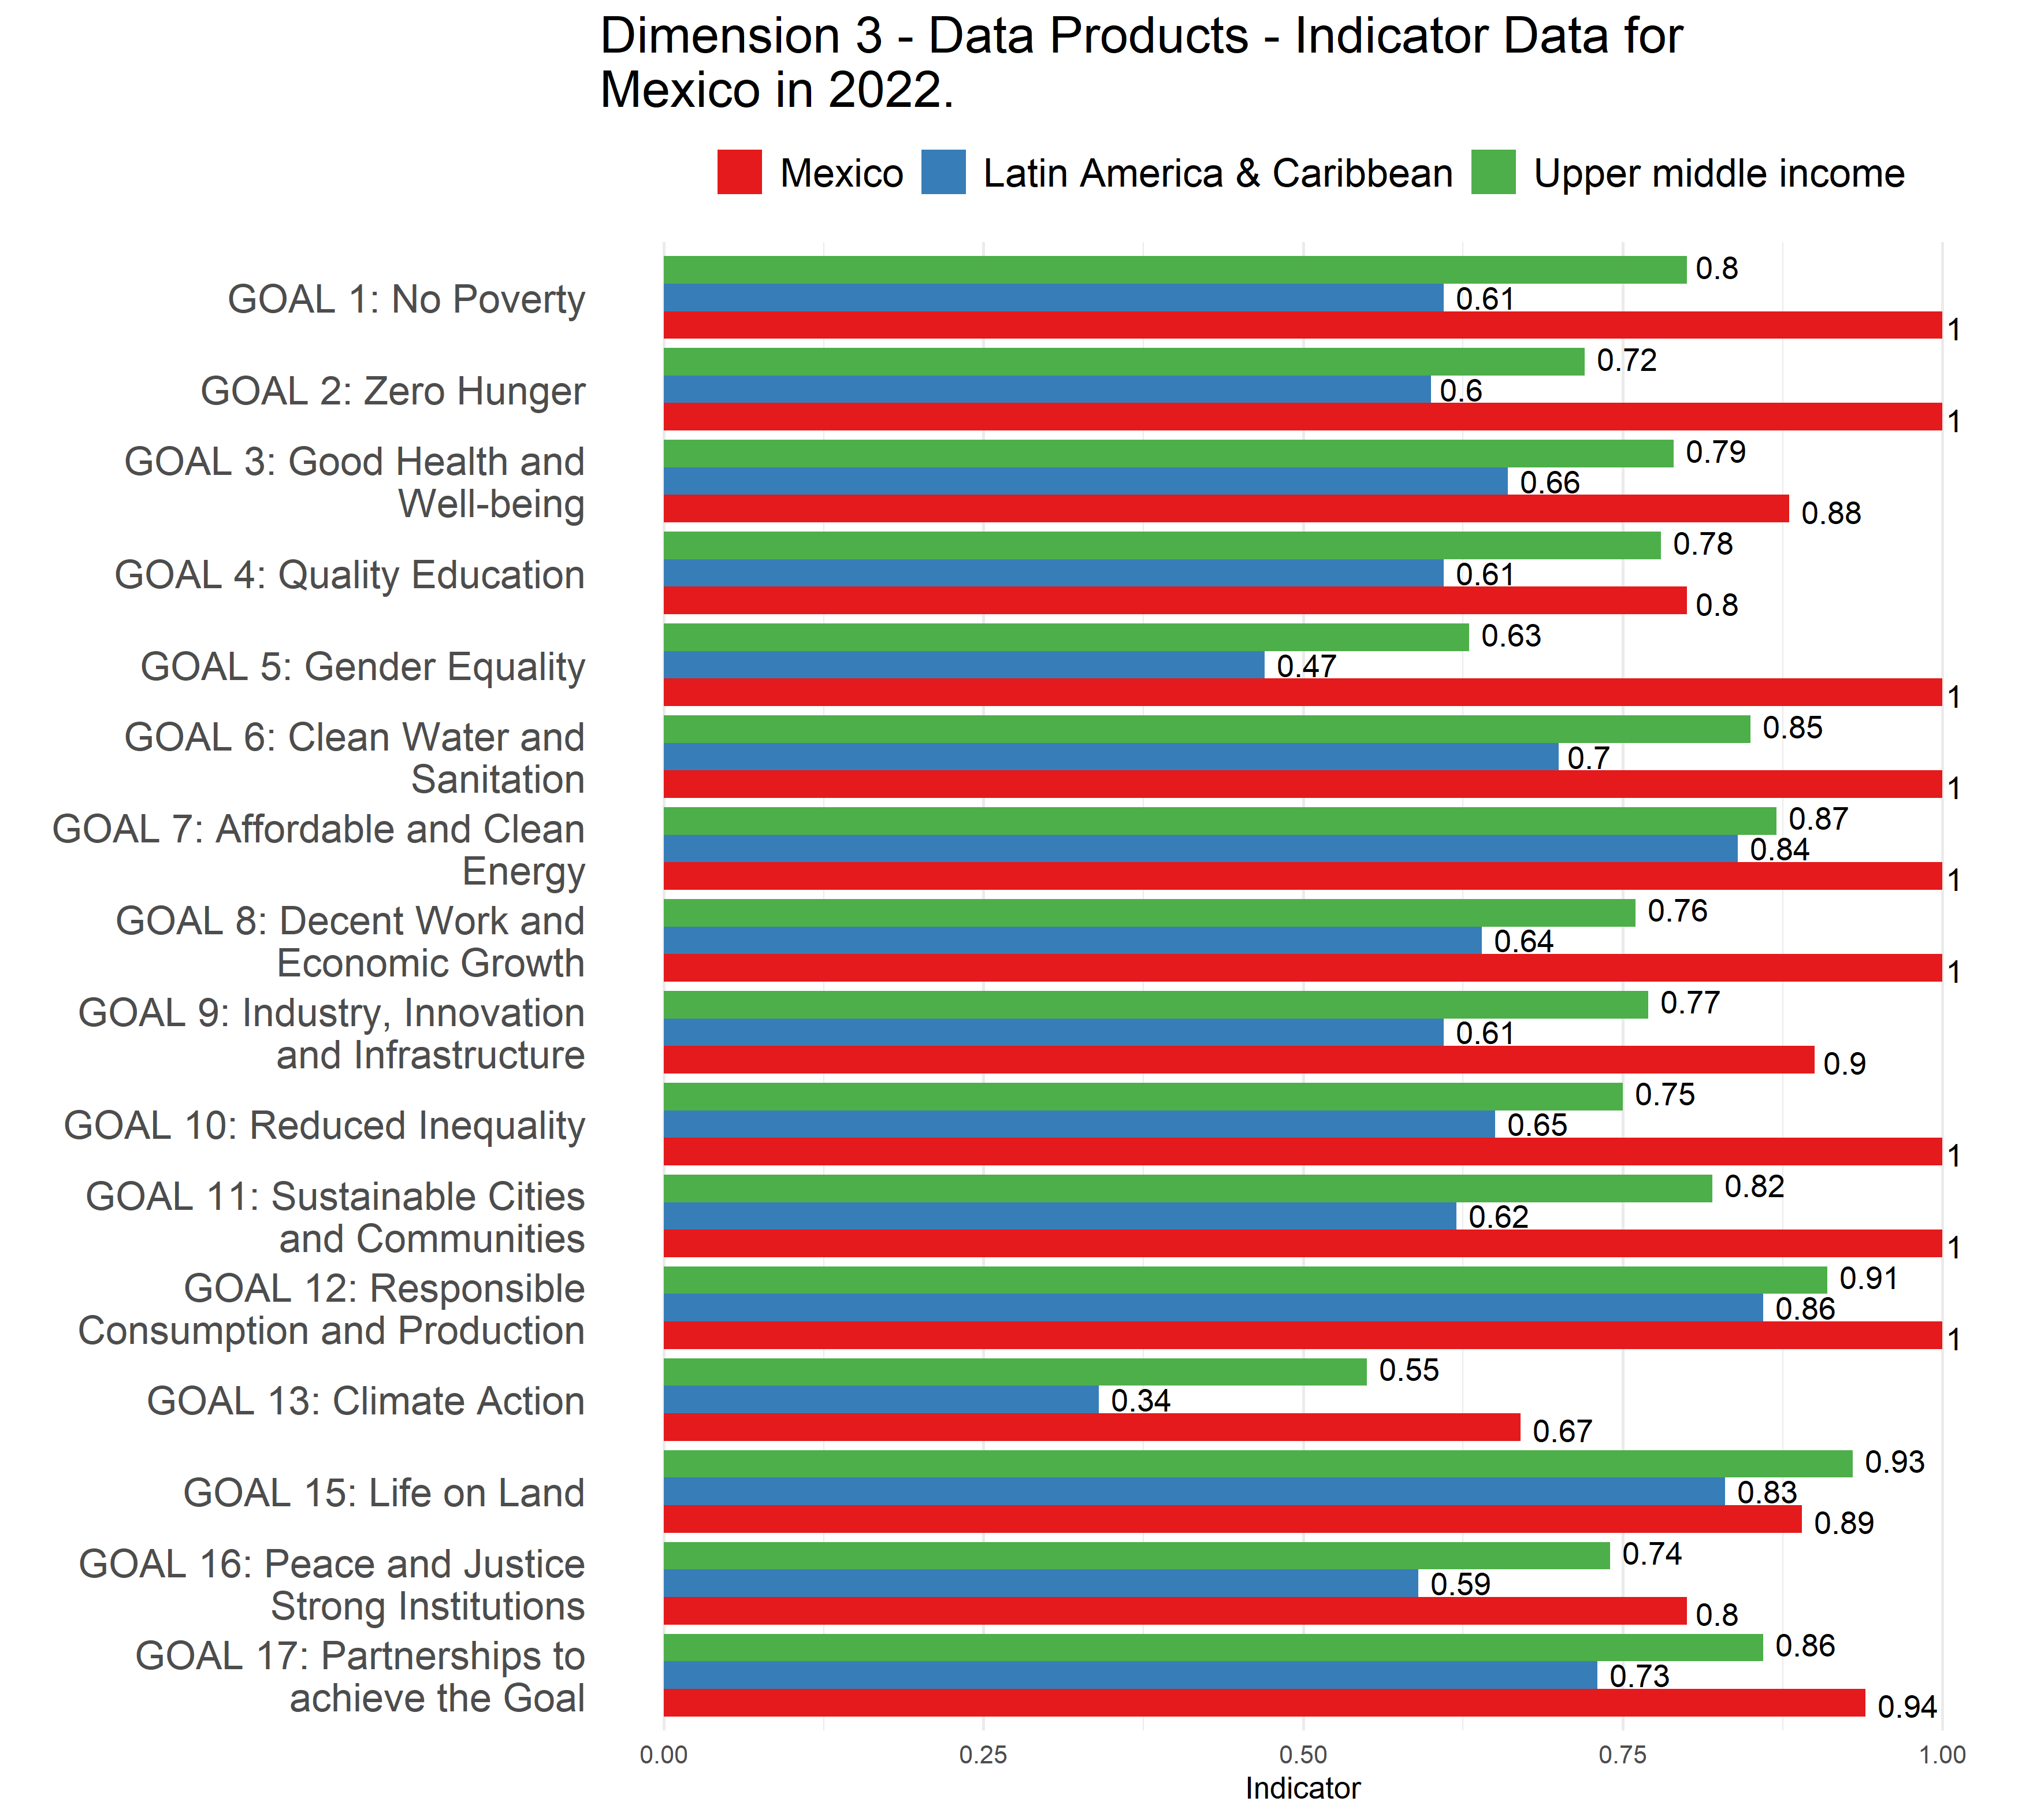 Dimension 3 - Data Products - Indicator Data for
Mexico in 2022.
Mexico Latin America & Caribbean Upper middle income
GOAL 1: No Poverty
0.8
0.61
1
GOAL 2: Zero Hunger
0.72
0.6
1
GOAL 3: Good Health and
Well-being
0.79
0.66
0.88
GOAL 4: Quality Education
0.78
0.61
0.8
GOAL 5: Gender Equality
0.63
0.47
1
GOAL 6: Clean Water and
Sanitation
0.85
0.7
1
GOAL 7: Affordable and Clean
Energy
0.87
0.84
1
GOAL 8: Decent Work and
Economic Growth
0.76
0.64
1
GOAL 9: Industry, Innovation
and Infrastructure
0.77
0.61
0.9
GOAL 10: Reduced Inequality
0.75
0.65
1
GOAL 11: Sustainable Cities
and Communities
0.82
0.62
1
GOAL 12: Responsible
Consumption and Production
0.91
0.86
1
GOAL 13: Climate Action
0.55
0.34
0.67
GOAL 15: Life on Land
0.93
0.83
0.89
GOAL 16: Peace and Justice
Strong Institutions
0.74
0.59
0.8
GOAL 17: Partnerships to
achieve the Goal
0.86
0.73
0.94
0.00 0.25 0.50 0.75 1.00
Indicator